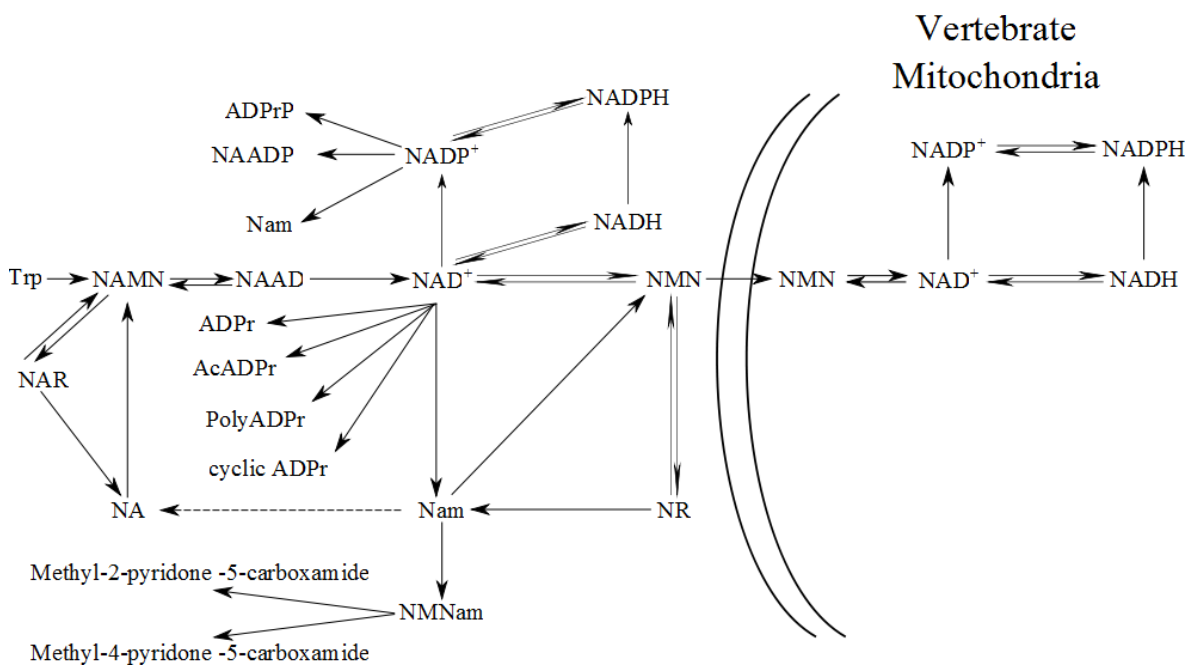 Vertebrate
Mitochondria
ADPrP
NADPH
NAADP
NADP+
NADP+
NADPH
Nam
NADH
Trp
NAMN
NAAD
NAD+
NMN
NMN
NAD+
NADH
ADPr
AcADPr
NAR
PolyADPr
cyclic ADPr
NA
Nam
NR
Methyl-2-pyridone -5-carboxamide
NMNam
Methyl-4-pyridone -5-carboxamide